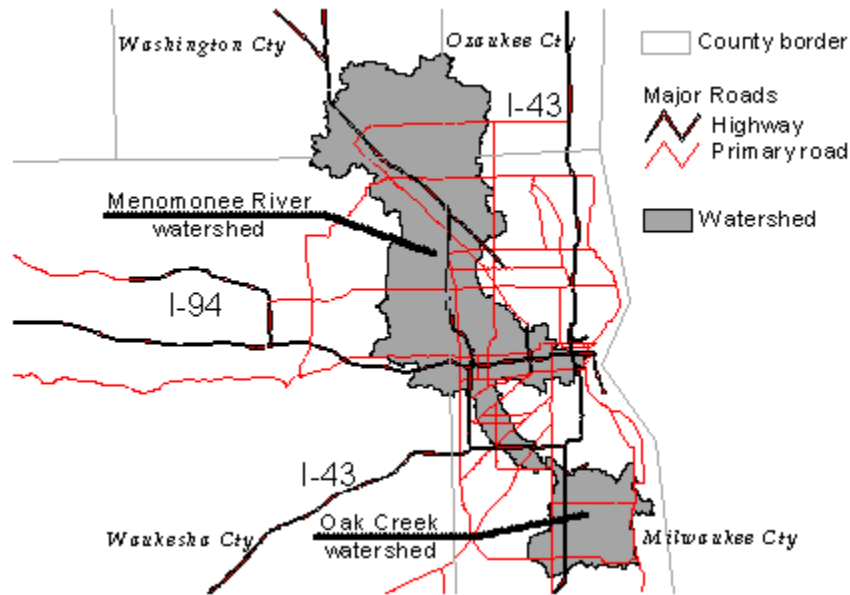 Washington Cty
Ozaukee Cty
County border
I-43
Major Roads
Highway
Primary road
Menomonee River
watershed
Watershed
I-94
I-43
Oak Creek
watershed
Waukesha Cty
Milwaukee Cty